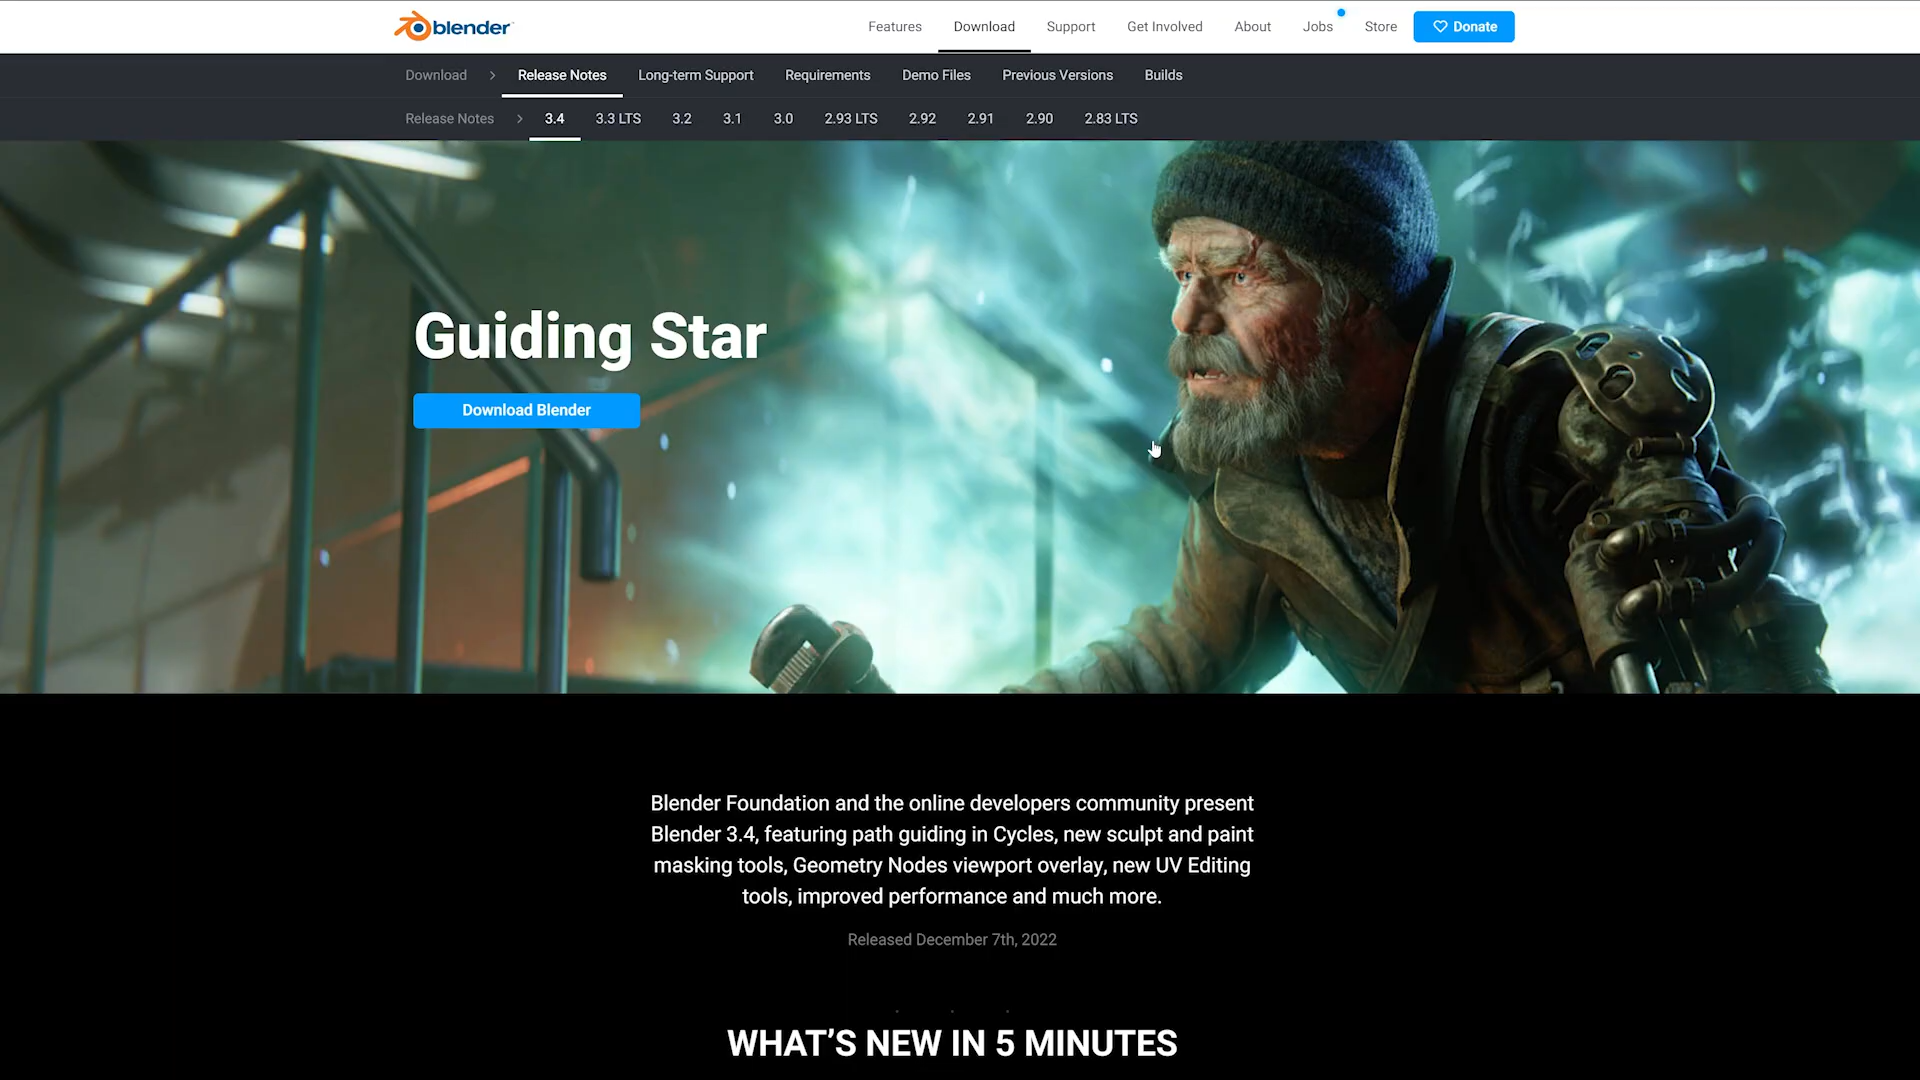 blender
Features Download Support Get Involved About Jobs Store Donate
Download > Release Notes Long-term Support Requirements Demo Files Previous Versions Builds
Release Notes > 3.4 3.3 LTS 3.2 3.1 3.0 2.93 LTS 2.92 2.91 2.90 2.83 LTS
Guiding Star
Download Blender
Blender Foundation and the online developers community present
Blender 3.4, featuring path guiding in Cycles, new sculpt and paint
masking tools, Geometry Nodes viewport overlay, new UV Editing
tools, improved performance and much more.
Released December 7th, 2022
WHAT’S NEW IN 5 MINUTES